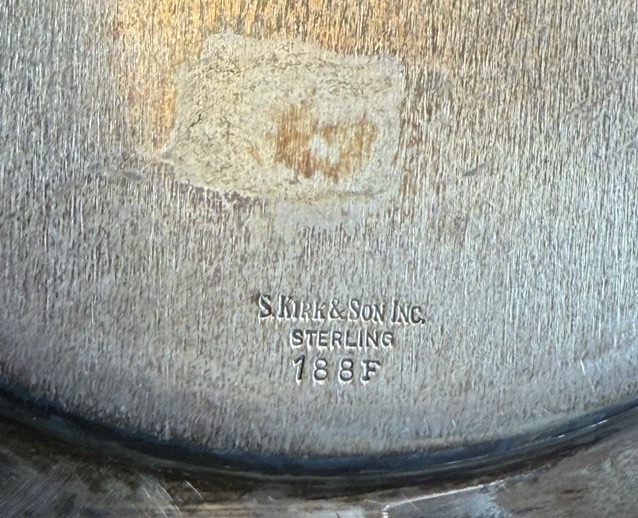 S. KIRK & SON INC.
STERLING
188F